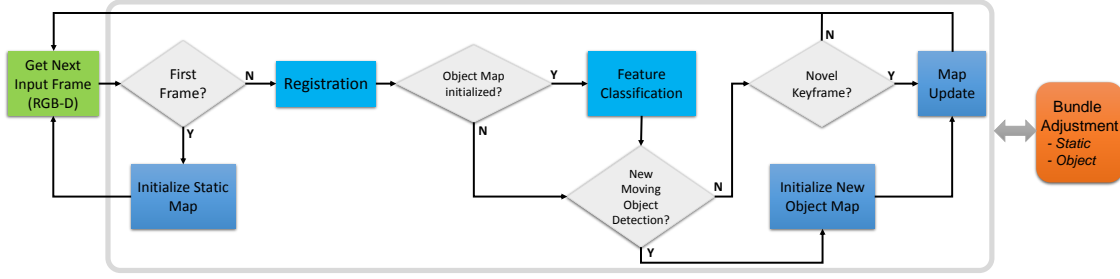 Get Next
Input Frame
(RGB-D)
First
Frame?
N
Y
Initialize Static
Map
Registration
Object Map
initialized?
Y
N
Feature
Classification
New
Moving
Object
Detection?
N
Y
Initialize New
Object Map
Novel
Keyframe?
N
Y
Map
Update
Bundle
Adjustment
- Static
- Object